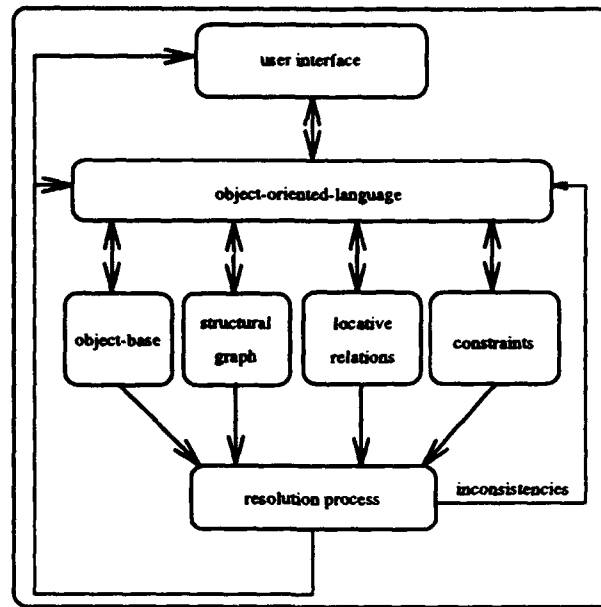 user interface
object-oriented-language
object-base
structural
graph
locative
relations
constraints
resolution process
inconsistencies